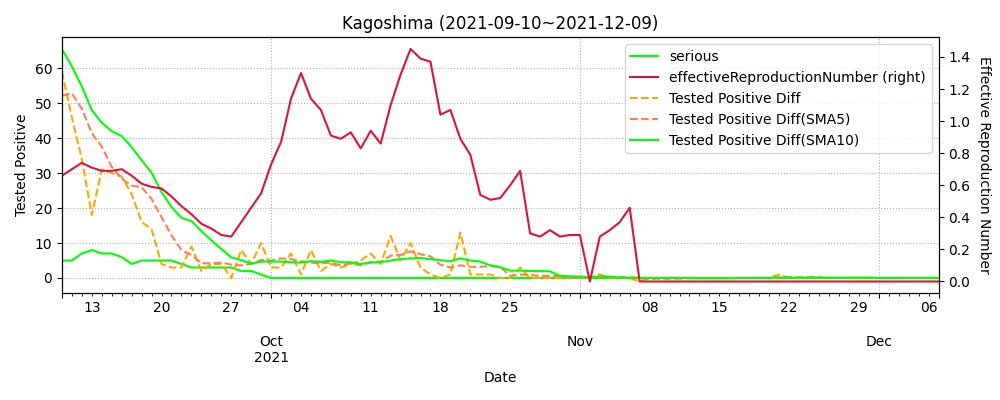 Kagoshima (2021-09-10~2021-12-09)
serious
effectiveReproductionNumber (right)
Tested Positive Diff
Tested Positive Diff(SMA5)
Tested Positive Diff(SMA10)
Tested Positive
60
50
40
30
20
10
0
1.4
1.2
1.0
0.8
0.6
0.4
0.2
0.0
Effective Reproduction Number
13 20 27 04 11 18 25 08 15 22 29 06
Oct Nov Dec
2021
Date